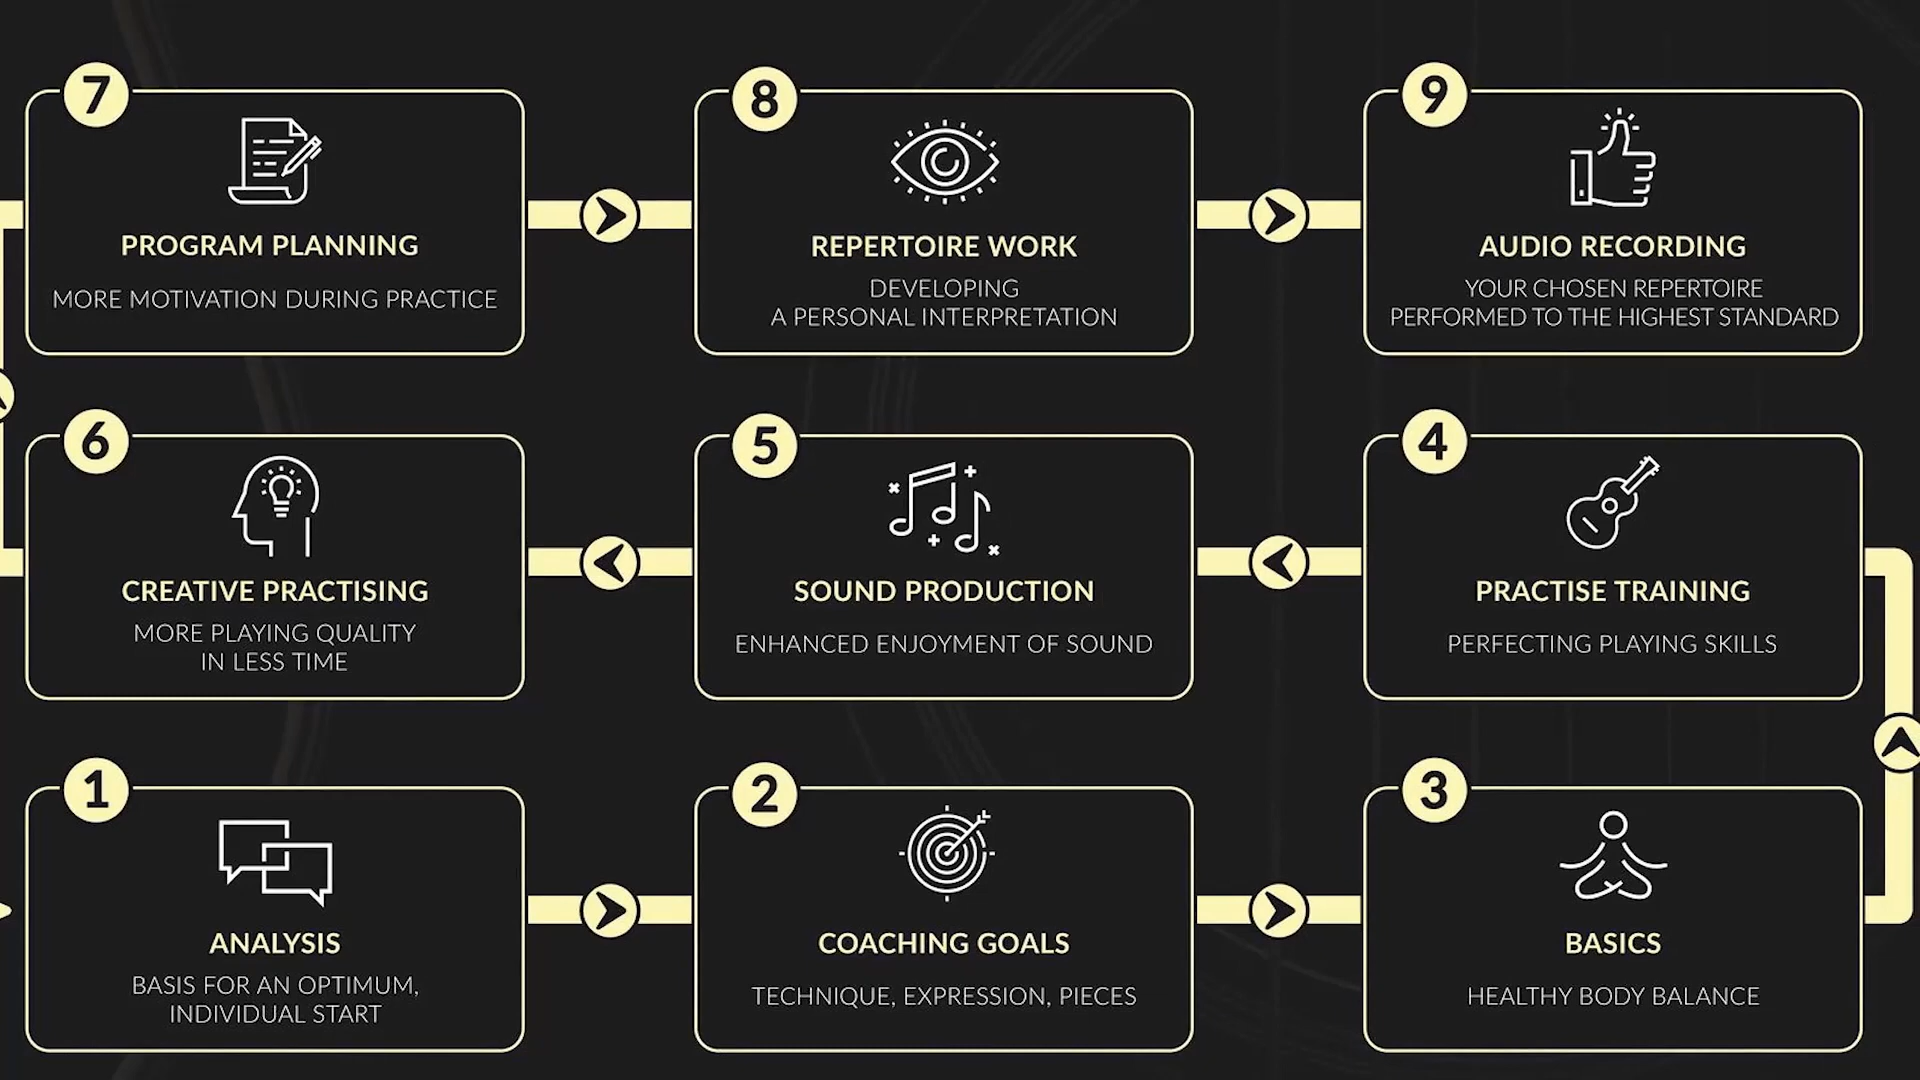 7
PROGRAM PLANNING
MORE MOTIVATION DURING PRACTICE
8
REPERTOIRE WORK
DEVELOPING
A PERSONAL INTERPRETATION
9
AUDIO RECORDING
YOUR CHOSEN REPERTOIRE
PERFORMED TO THE HIGHEST STANDARD
6
CREATIVE PRACTISING
MORE PLAYING QUALITY
IN LESS TIME
5
SOUND PRODUCTION
ENHANCED ENJOYMENT OF SOUND
4
PRACTISE TRAINING
PERFECTING PLAYING SKILLS
1
ANALYSIS
BASIS FOR AN OPTIMUM,
INDIVIDUAL START
2
COACHING GOALS
TECHNIQUE, EXPRESSION, PIECES
3
BASICS
HEALTHY BODY BALANCE